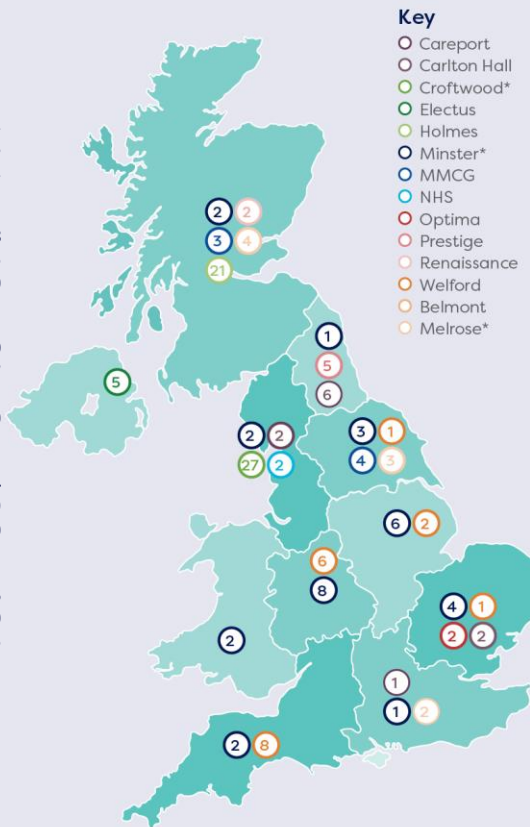 Key
Careport
Carlton Hall
Croftwood*
Electus
Holmes
Minster*
MMCG
NHS
Optima
Prestige
Renaissance
Welford
Belmont
Melrose*
2 2
3 4
21
1
5
6
5
2 2
27 2
3 1
4 3
6 2
6
8
4 1
2 2
2
1
1 2
2 8